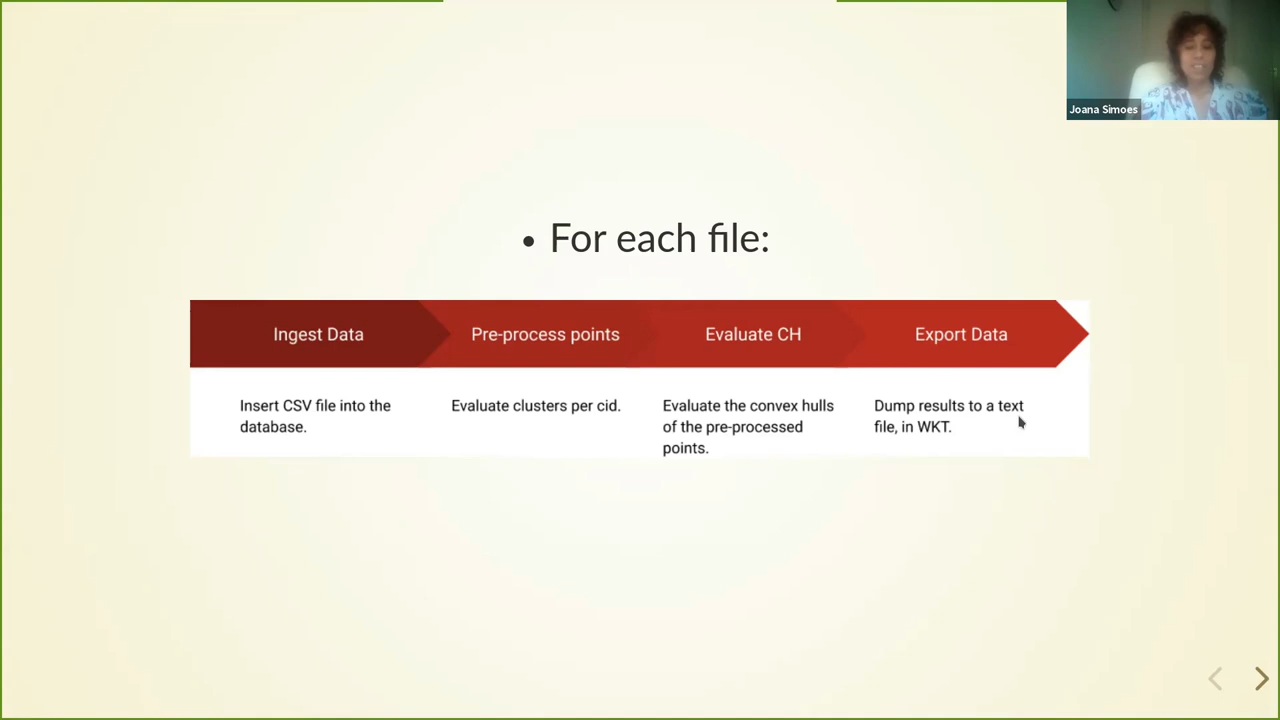 Joana Simoes
• For each file:
Ingest Data
Pre-process points
Evaluate CH
Export Data
Insert CSV file into the
database.
Evaluate clusters per cid.
Evaluate the convex hulls
of the pre-processed
points.
Dump results to a text
file, in WKT.